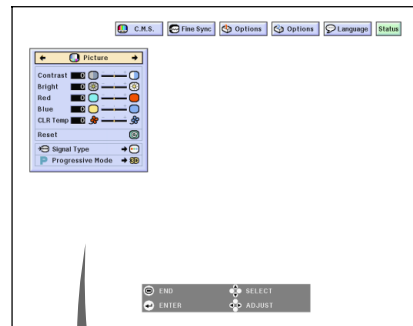 C.M.S. Fine Sync Options Options Language Status
Picture
Contrast 0
Bright 0
Red 0
Blue 0
CLR Temp 0
Reset
Signal Type
P Progressive Mode
END SELECT
ENTER ADJUST